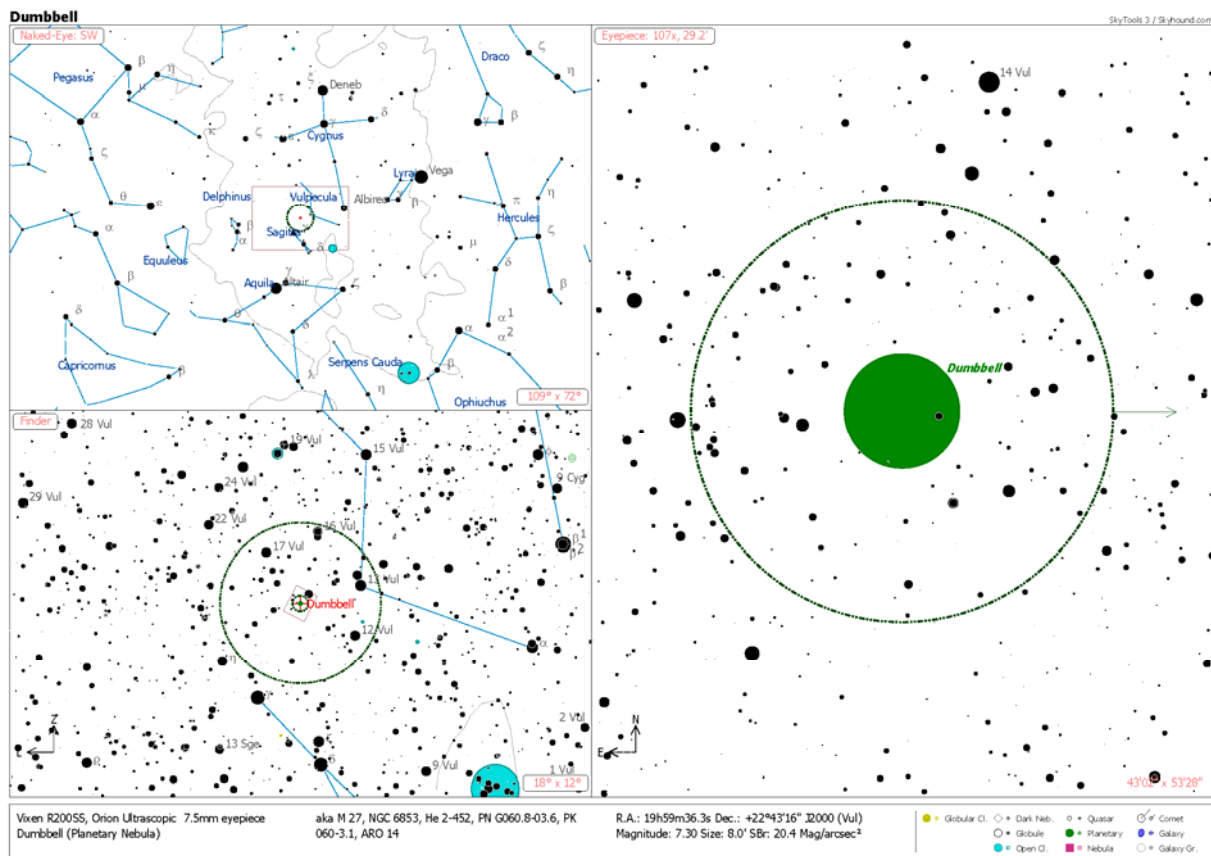 Dumbbell
SkyTools 3 / Skyhound.com
Naked-Eye: SW
Pegasus
β
η
μ
α
κ
ζ
θ
ε
ξ
Deneb
τ
ζ
ε
γ
δ
Cygnus
Draco
ζ
η
γ
β
Lyra
Vega
γ
Albireo
Delphinus
Vulpecula
β
α
Sagitta
δ
π
η
Hercules
ζ
μ
δ
β
α
Equuleus
β
γ
Aquila
Altair
ζ
θ
δ
α 1
α 2
α
δ
Capricornus
β
λ
Serpens Cauda
η
β
Ophiuchus
109° x 72°
Finder
28 Vul
19 Vul
15 Vul
24 Vul
29 Vul
22 Vul
16 Vul
17 Vul
13 Vul
Dumbbell
12 Vul
φ
9 Cyg
β 1
β 2
α
η
γ
Z
13 Sge
ζ
δ
ρ
9 Vul
2 Vul
1 Vul
18° x 12°
Eyepiece: 107x, 29.2'
14 Vul
Dumbbell
N
E
43'02" x 53'28"
Vixen R200SS, Orion Ultrascopic 7.5mm eyepiece
Dumbbell (Planetary Nebula)
aka M 27, NGC 6853, He 2-452, PN G060.8-03.6, PK
060-3.1, ARO 14
R.A.: 19h59m36.3s Dec.: +22°43'16" J2000 (Vul)
Magnitude: 7.30 Size: 8.0' SBr: 20.4 Mag/arcsec²
Globular Cl.
Dark Neb.
Quasar
Comet
Globule
Planetary
Galaxy
Open Cl.
Nebula
Galaxy Gr.